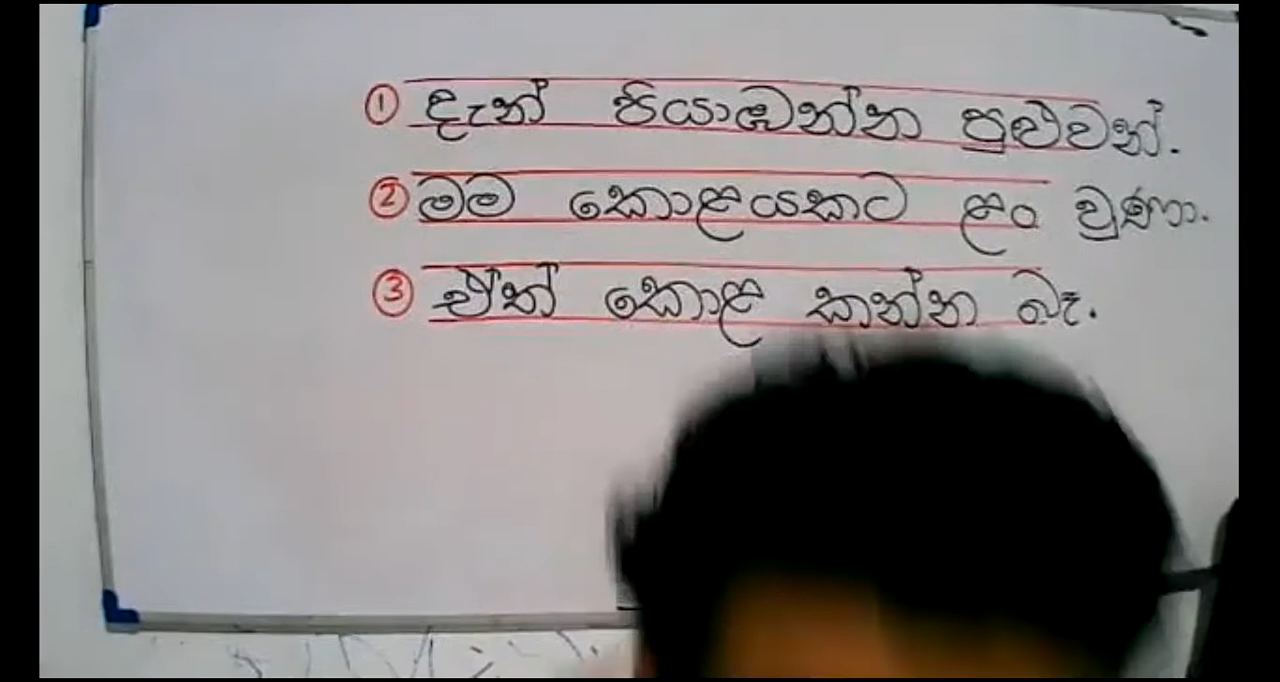 ① දැන් පියාඹන්න පුළුවන්.
② මම කොළයකට ළං වුණා.
③ ඒත් කොළ කන්න බෑ.